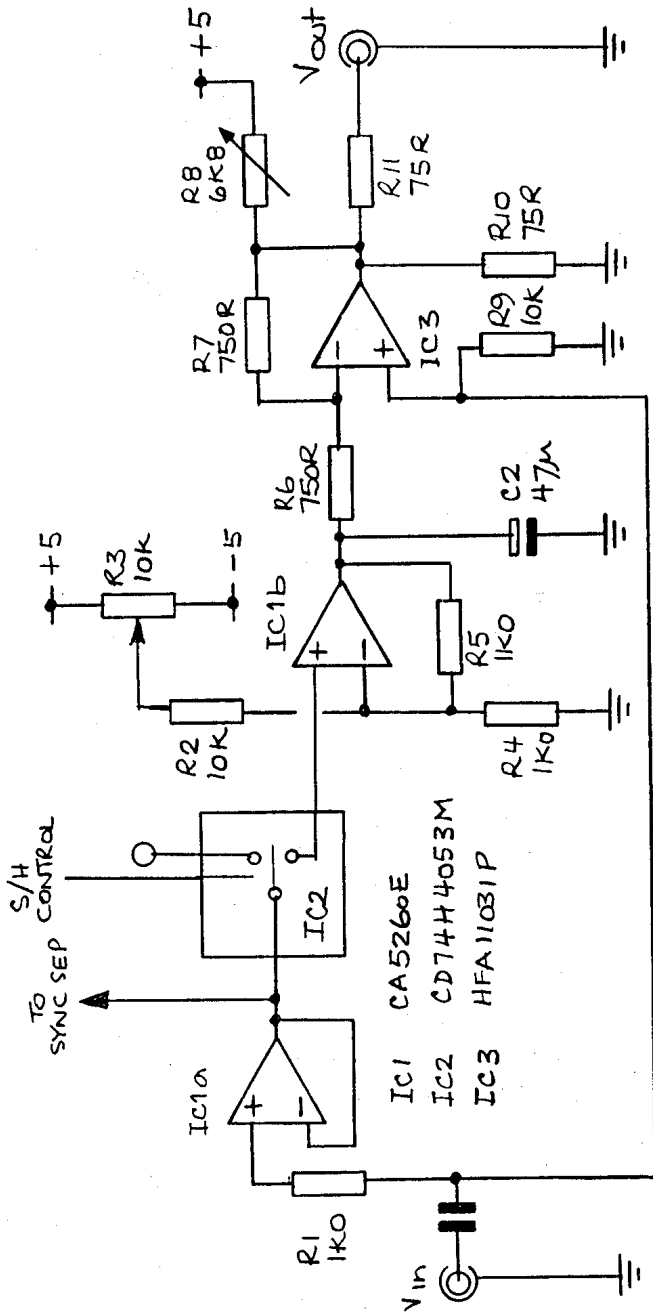 TO
SYNC SEP
S/H
CONTROL
+5
R3
10K
-5
R2
10K
IC1a
+
-
R1
1K0
Vin
IC2
IC1b
+
-
R5
1K0
R4
1K0
R6
750R
C2
47µ
R7
750R
R8
6K8
+5
-
+
IC3
R9
10K
R10
75R
R11
75R
Vout
IC1 CA5260E
IC2 CD74H4053M
IC3 HFA11031P